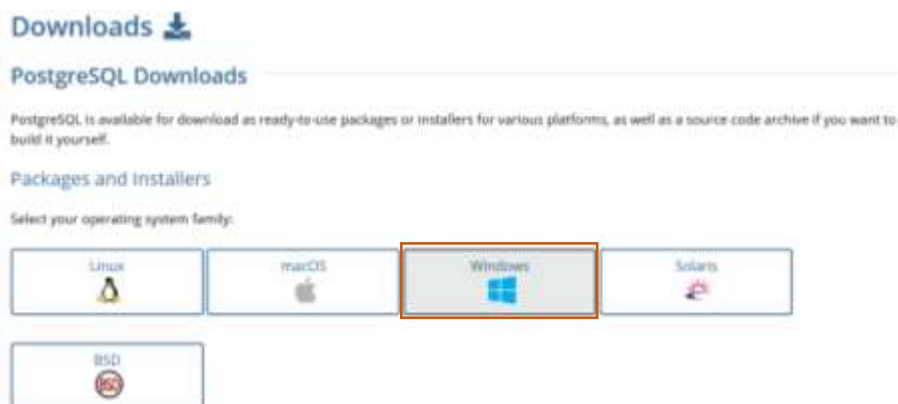 Downloads
PostgreSQL Downloads
PostgreSQL is available for download as ready-to-use packages or installers for various platforms, as well as a source code archive if you want to
build it yourself.
Packages and Installers
Select your operating system family:
Linux macOS Windows Solaris
BSD
BSD